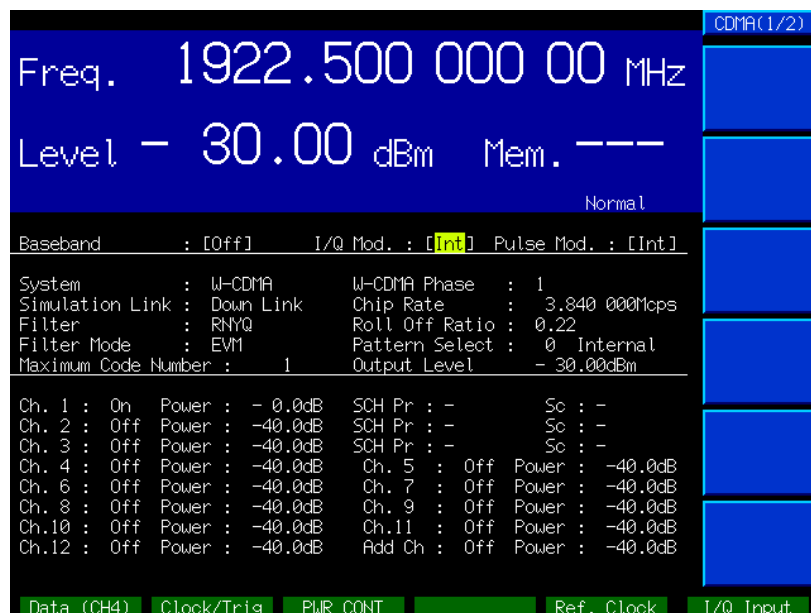 CDMA(1/2)
Freq. 1922.500 000 00 MHz
Level - 30.00 dBm Mem. ---
Normal
Baseband : [Off] I/Q Mod. : [Int] Pulse Mod. : [Int]
System : W-CDMA W-CDMA Phase : 1
Simulation Link : Down Link Chip Rate : 3.840 000Mcps
Filter : RNYQ Roll Off Ratio : 0.22
Filter Mode : EVM Pattern Select : 0 Internal
Maximum Code Number : 1 Output Level - 30.00dBm
Ch. 1 : On Power : - 0.0dB SCH Pr : - Sc : -
Ch. 2 : Off Power : -40.0dB SCH Pr : - Sc : -
Ch. 3 : Off Power : -40.0dB SCH Pr : - Sc : -
Ch. 4 : Off Power : -40.0dB Ch. 5 : Off Power : -40.0dB
Ch. 6 : Off Power : -40.0dB Ch. 7 : Off Power : -40.0dB
Ch. 8 : Off Power : -40.0dB Ch. 9 : Off Power : -40.0dB
Ch.10 : Off Power : -40.0dB Ch.11 : Off Power : -40.0dB
Ch.12 : Off Power : -40.0dB Add Ch : Off Power : -40.0dB
Data (CH4) Clock/Trig PWR CONT Ref. Clock I/Q Input